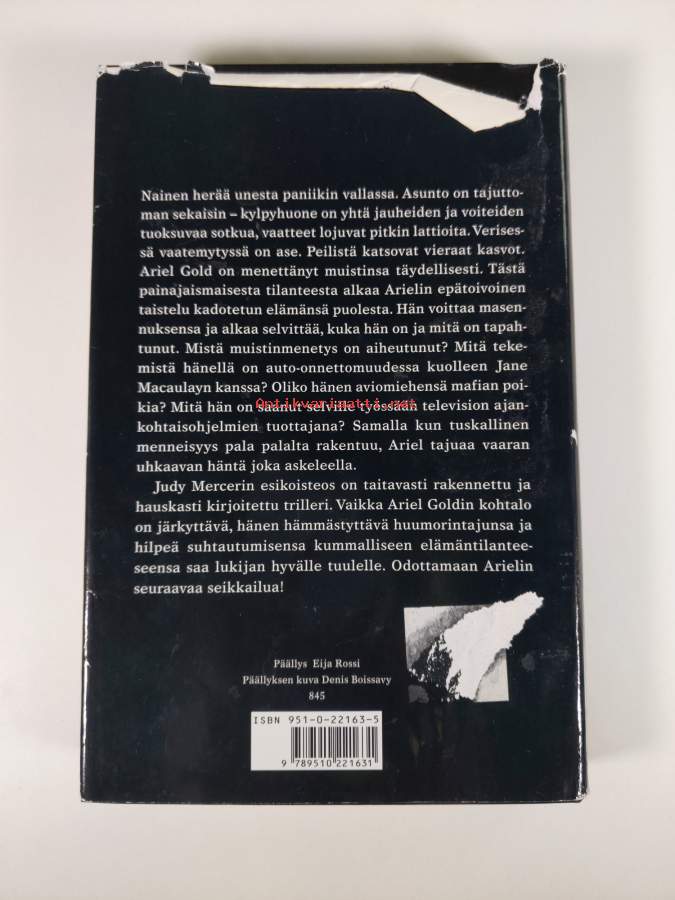 Nainen herää unesta paniikin vallassa. Asunto on tajutto-
man sekaisin – kylpyhuone on yhtä jauheiden ja voiteiden
tuoksuvaa sotkua, vaatteet lojuvat pitkin lattioita. Verises-
sä vaatemytyssä on ase. Peilistä katsovat vieraat kasvot.
Ariel Gold on menettänyt muistinsa täydellisesti. Tästä
painajaismaisesta tilanteesta alkaa Arielin epätoivoinen
taistelu kadotetun elämänsä puolesta. Hän voittaa masen-
nuksensa ja alkaa selvittää, kuka hän on ja mitä on tapah-
tunut. Mistä muistinmenetys on aiheutunut? Mitä teke-
mistä hänellä on auto-onnettomuudessa kuolleen Jane
Macaulayn kanssa? Oliko hänen aviomiehensä mafian poi-
kia? Mitä hän on saanut selville työssään television ajan-
Antikvariaatti.net
kohtaisohjelmien tuottajana? Samalla kun tuskallinen
menneisyys pala palalta rakentuu, Ariel tajuaa vaaran
uhkaavan häntä joka askeleella.
Judy Mercerin esikoisteos on taitavasti rakennettu ja
hauskasti kirjoitettu trilleri. Vaikka Ariel Goldin kohtalo
on järkyttävä, hänen hämmästyttävä huumorintajunsa ja
hilpeä suhtautumisensa kummalliseen elämäntilantee-
seensa saa lukijan hyvälle tuulelle. Odottamaan Arielin
seuraavaa seikkailua!
Päällys Eija Rossi
Päällyksen kuva Denis Boissavy
845
ISBN 951-0-22163-5
9 789510 221631